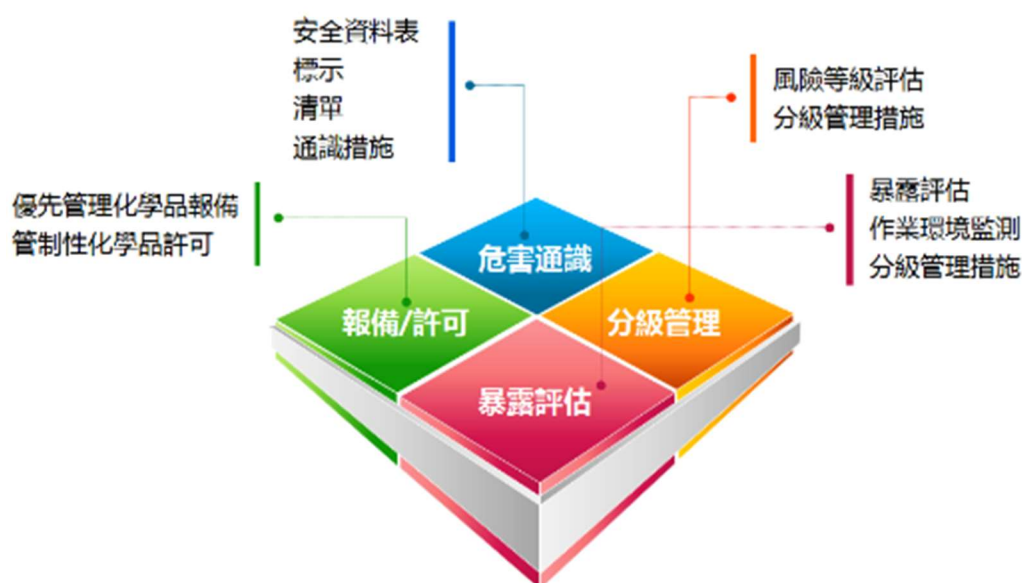 安全資料表
標示
清單
通識措施
風險等級評估
分級管理措施
優先管理化學品報備
管制性化學品許可
暴露評估
作業環境監測
分級管理措施
危害通識
報備/許可
分級管理
暴露評估